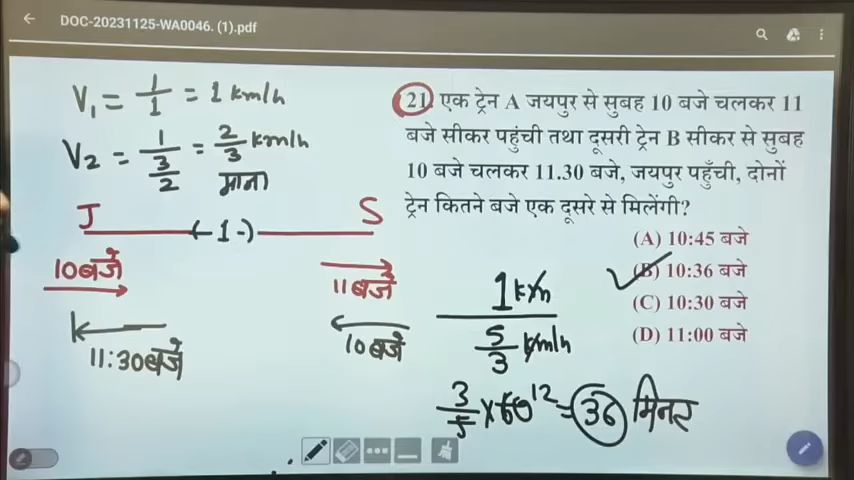 DOC-20231125-WA0046. (1).pdf
V₁ = 1/1 = 1 km/h
V₂ = 1/(3/2) = 2/3 km/h
माना
J S
(-1-)
10बजे
11बजे
11:30बजे
10बजे
21. एक ट्रेन A जयपुर से सुबह 10 बजे चलकर 11
बजे सीकर पहुंची तथा दूसरी ट्रेन B सीकर से सुबह
10 बजे चलकर 11.30 बजे, जयपुर पहुँची, दोनों
ट्रेन कितने बजे एक दूसरे से मिलेंगी?
(A) 10:45 बजे
(B) 10:36 बजे
(C) 10:30 बजे
(D) 11:00 बजे
1 km
5/3 km/h
3/5 × 60 12 = 36 मिनट